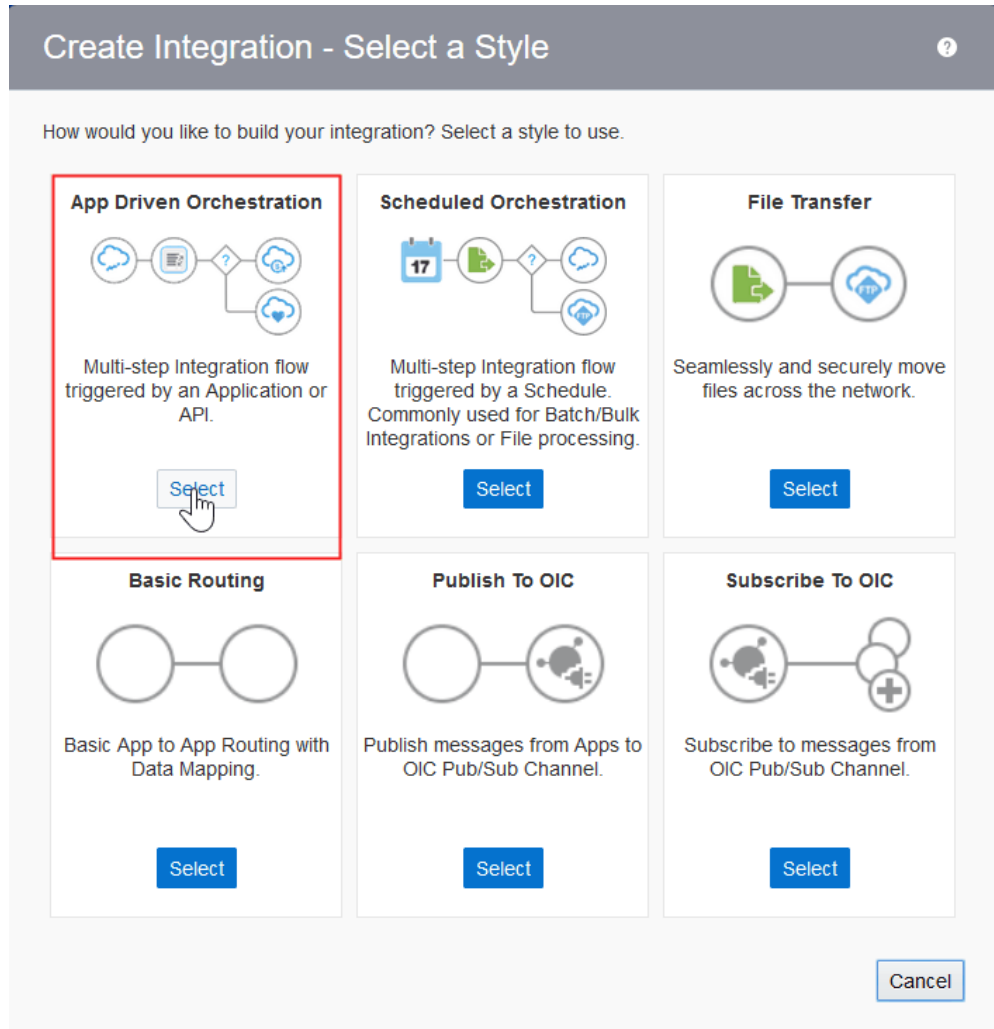 Create Integration - Select a Style
?
How would you like to build your integration? Select a style to use.
App Driven Orchestration
?
Multi-step Integration flow
triggered by an Application or
API.
Select
Scheduled Orchestration
17
?
FTP
Multi-step Integration flow
triggered by a Schedule.
Commonly used for Batch/Bulk
Integrations or File processing.
Select
File Transfer
FTP
Seamlessly and securely move
files across the network.
Select
Basic Routing
Basic App to App Routing with
Data Mapping.
Select
Publish To OIC
Publish messages from Apps to
OIC Pub/Sub Channel.
Select
Subscribe To OIC
Subscribe to messages from
OIC Pub/Sub Channel.
Select
Cancel